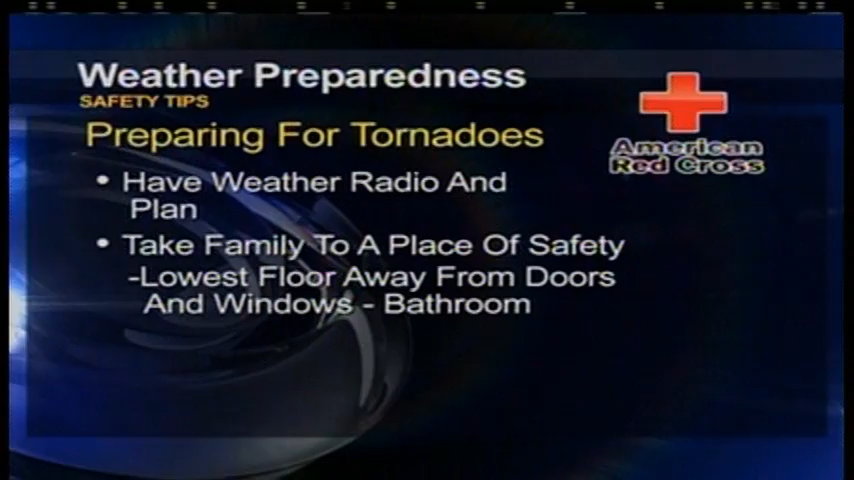 Weather Preparedness
SAFETY TIPS
Preparing For Tornadoes
American
Red Cross
• Have Weather Radio And
Plan
• Take Family To A Place Of Safety
-Lowest Floor Away From Doors
And Windows - Bathroom